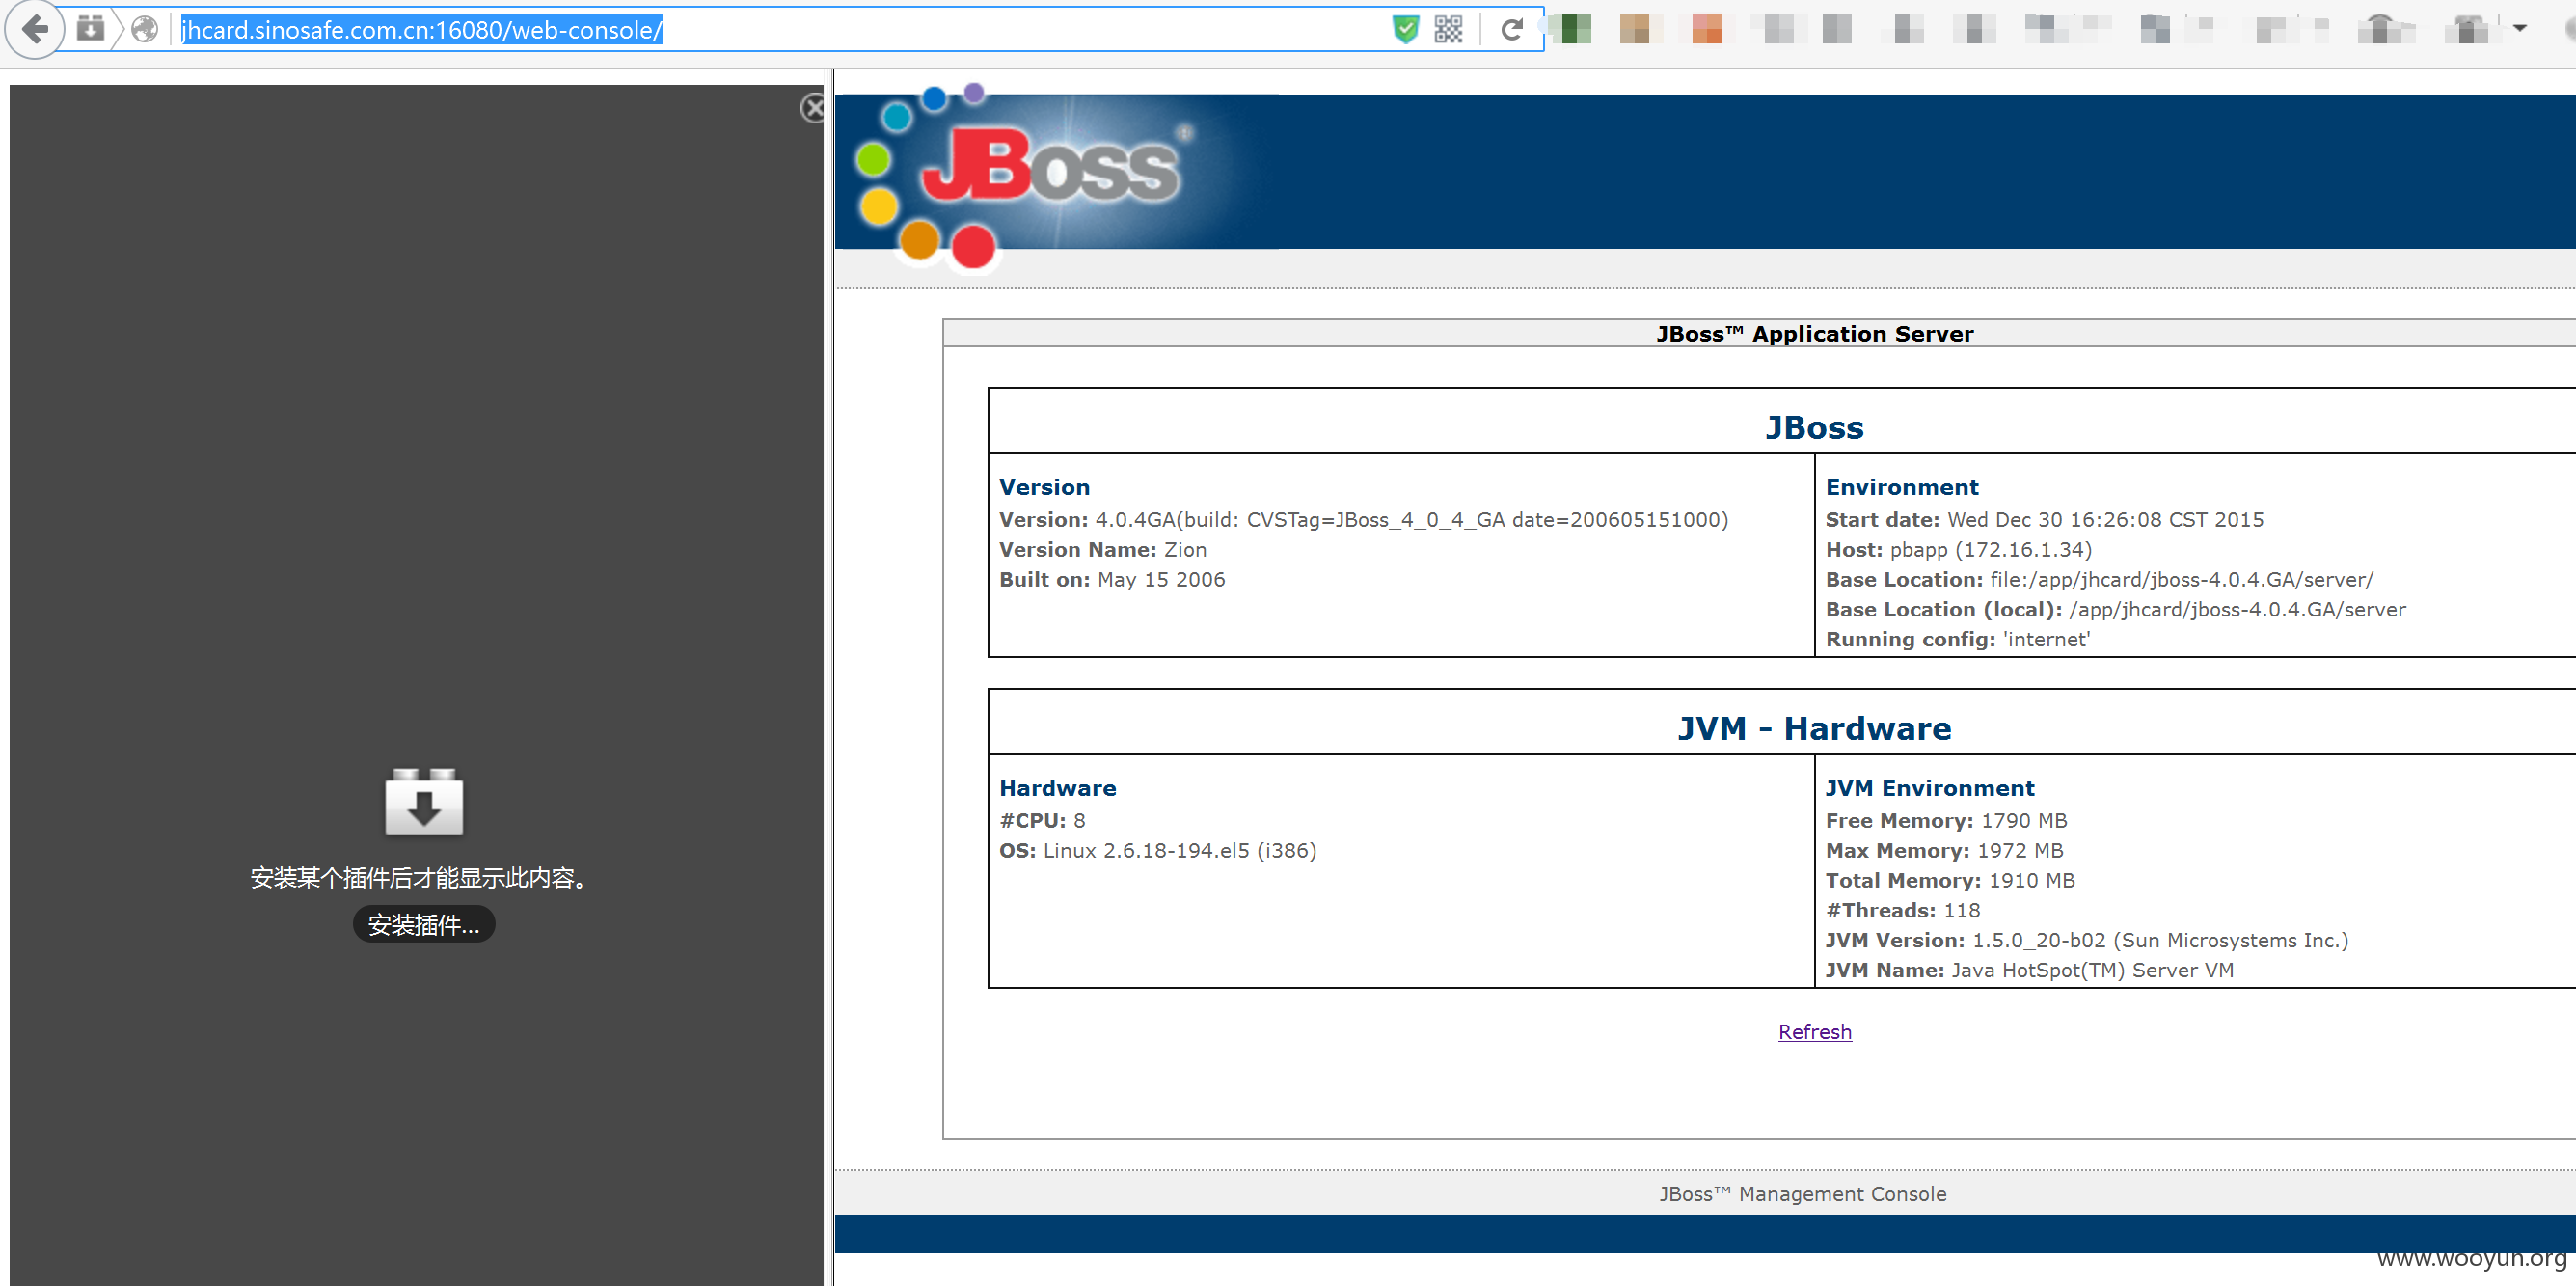 jhcard.sinosafe.com.cn:16080/web-console/
JBoss®
JBoss™ Application Server
JBoss
Version
Version: 4.0.4GA(build: CVSTag=JBoss_4_0_4_GA date=200605151000)
Version Name: Zion
Built on: May 15 2006
Environment
Start date: Wed Dec 30 16:26:08 CST 2015
Host: pbapp (172.16.1.34)
Base Location: file:/app/jhcard/jboss-4.0.4.GA/server/
Base Location (local): /app/jhcard/jboss-4.0.4.GA/server
Running config: 'internet'
JVM - Hardware
Hardware
#CPU: 8
OS: Linux 2.6.18-194.el5 (i386)
JVM Environment
Free Memory: 1790 MB
Max Memory: 1972 MB
Total Memory: 1910 MB
#Threads: 118
JVM Version: 1.5.0_20-b02 (Sun Microsystems Inc.)
JVM Name: Java HotSpot(TM) Server VM
安装某个插件后才能显示此内容。
安装插件...
Refresh
JBoss™ Management Console
www.wooyun.org